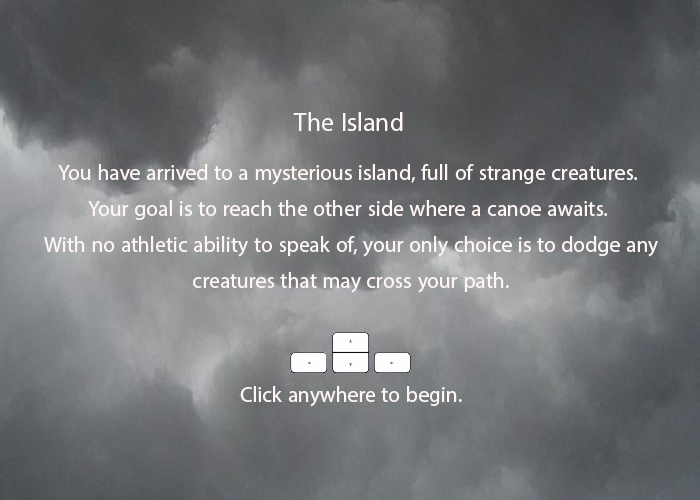 The Island
You have arrived to a mysterious island, full of strange creatures.
Your goal is to reach the other side where a canoe awaits.
With no athletic ability to speak of, your only choice is to dodge any
creatures that may cross your path.
Click anywhere to begin.